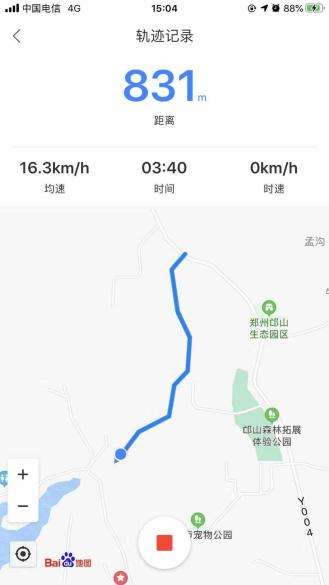 中国电信 4G 15:04 88%
轨迹记录
831m
距离
16.3km/h 03:40 0km/h
均速 时间 时速
孟沟
郑州邙山
生态园区
邙山森林拓展
体验公园
Y004
宠物公园
Bai地图